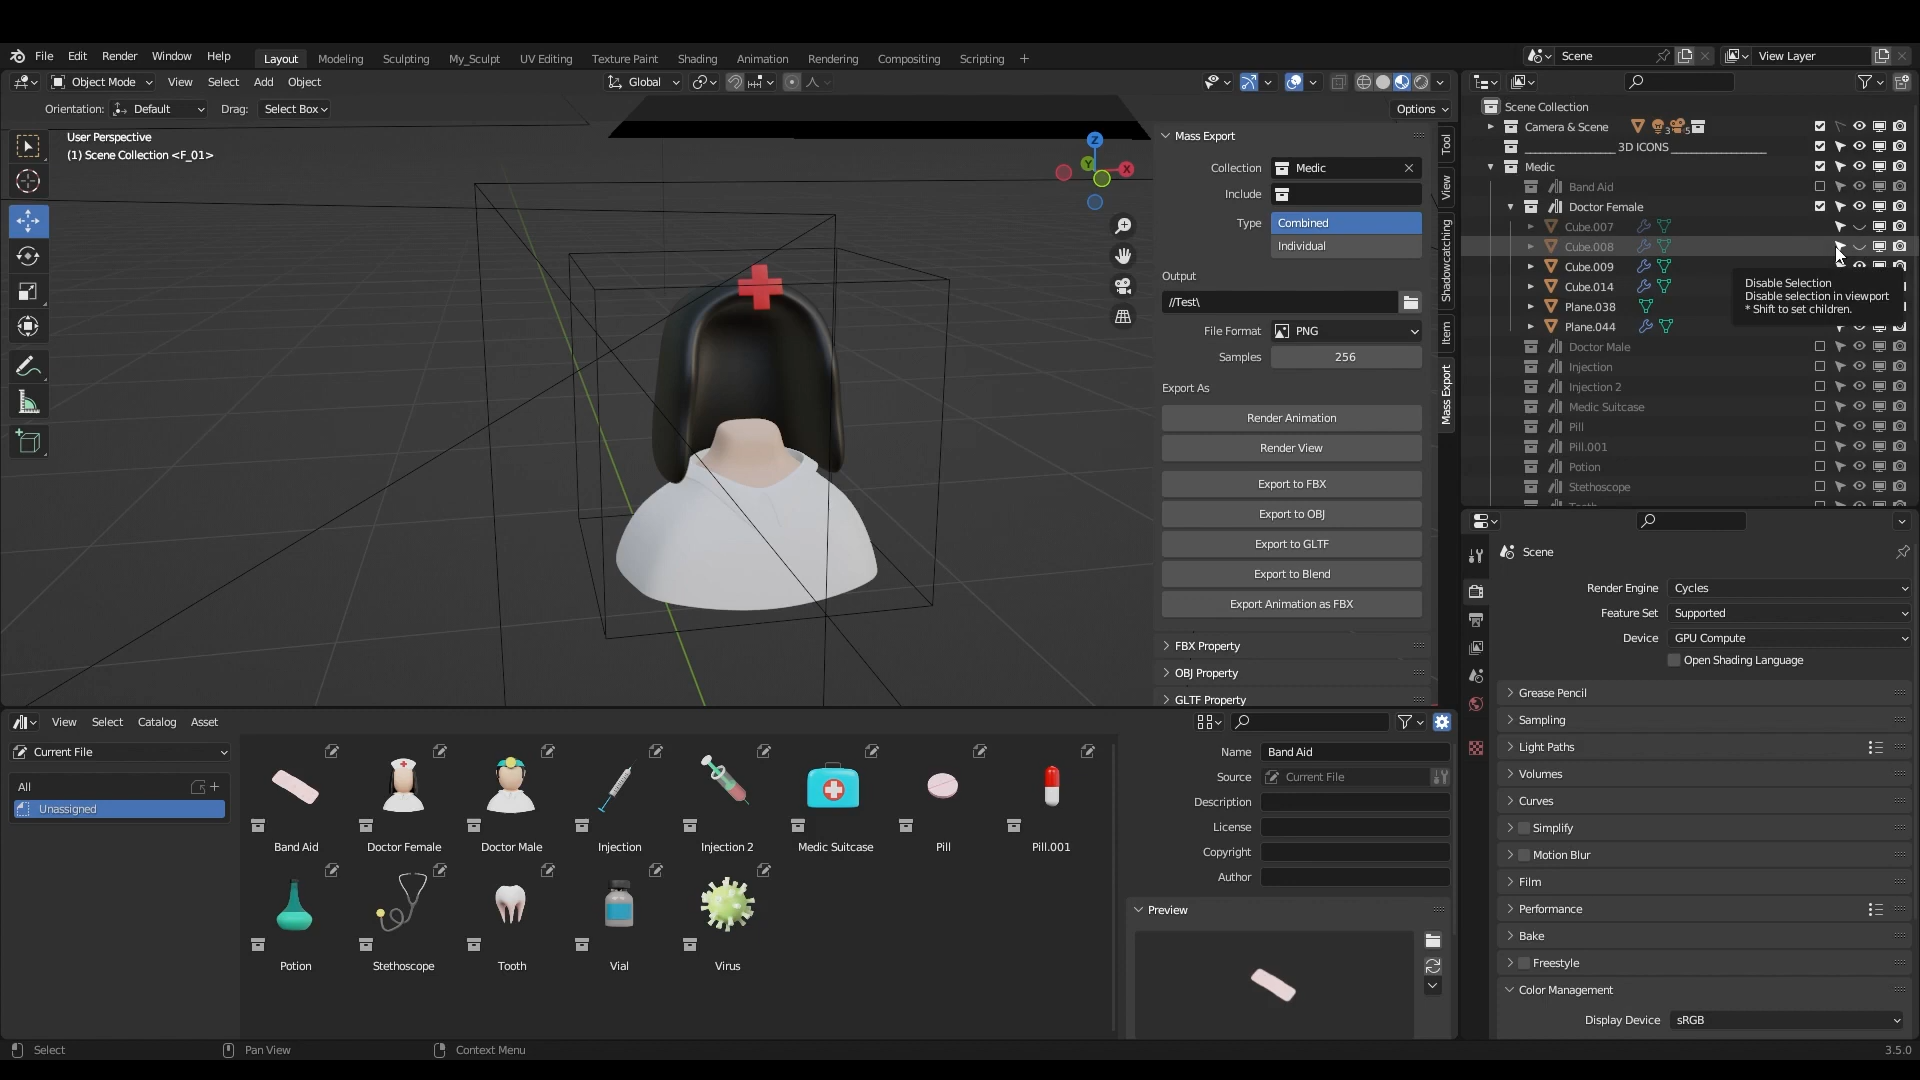 File Edit Render Window Help Layout Modeling Sculpting My_Sculpt UV Editing Texture Paint Shading Animation Rendering Compositing Scripting + Scene View Layer
Object Mode View Select Add Object Global
Orientation: Default Drag: Select Box Options
User Perspective
(1) Scene Collection <F_01>
Z
Y
X
Mass Export
Collection Medic
Include
Type Combined
Individual
Output
//Test\
File Format PNG
Samples 256
Export As
Render Animation
Render View
Export to FBX
Export to OBJ
Export to GLTF
Export to Blend
Export Animation as FBX
FBX Property
OBJ Property
GLTF Property
Tool
View
Shadowcatching
Item
Mass Export
Scene Collection
Camera & Scene 3 5
_______________ 3D ICONS _______________
Medic
Band Aid
Doctor Female
Cube.007
Cube.008
Cube.009
Cube.014
Plane.038
Plane.044
Doctor Male
Injection
Injection 2
Medic Suitcase
Pill
Pill.001
Potion
Stethoscope
Disable Selection
Disable selection in viewport
* Shift to set children.
Scene
Render Engine Cycles
Feature Set Supported
Device GPU Compute
Open Shading Language
Grease Pencil
Sampling
Light Paths
Volumes
Curves
Simplify
Motion Blur
Film
Performance
Bake
Freestyle
Color Management
Display Device sRGB
View Select Catalog Asset
Current File
All
Unassigned
Band Aid Doctor Female Doctor Male Injection Injection 2 Medic Suitcase Pill Pill.001
Potion Stethoscope Tooth Vial Virus
Name Band Aid
Source Current File
Description
License
Copyright
Author
Preview
Select Pan View Context Menu 3.5.0